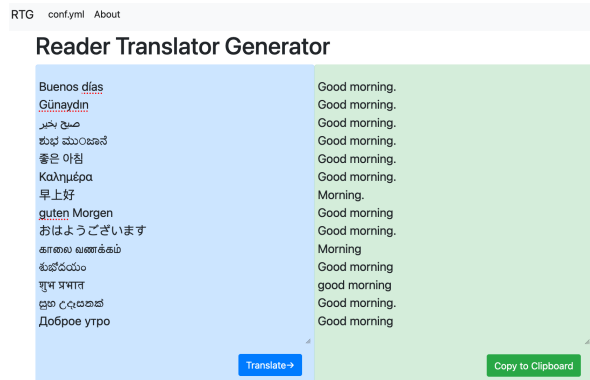 RTG conf.yml About
Reader Translator Generator
Buenos días Good morning.
Günaydın Good morning.
صبح بخیر Good morning.
ಶುಭ ಮುಂಜಾನೆ Good morning.
좋은 아침 Good morning.
Καλημέρα Good morning.
早上好 Morning.
guten Morgen Good morning
おはようございます Good morning.
காலை வணக்கம் Morning
శుభోదయం Good morning
शुभ प्रभात good morning
සුභ උදෑසනක් Good morning.
Доброе утро Good morning
Translate→ Copy to Clipboard